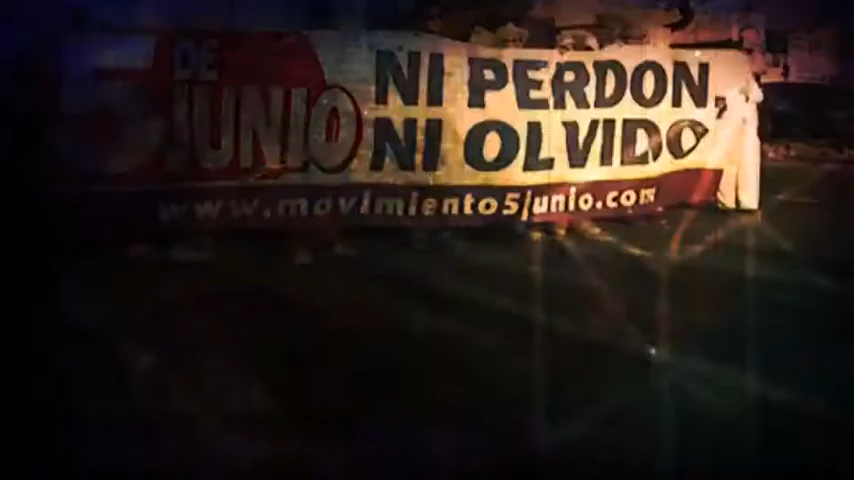 5 DE JUNIO
NI PERDON,
NI OLVIDO
www.movimiento5junio.com